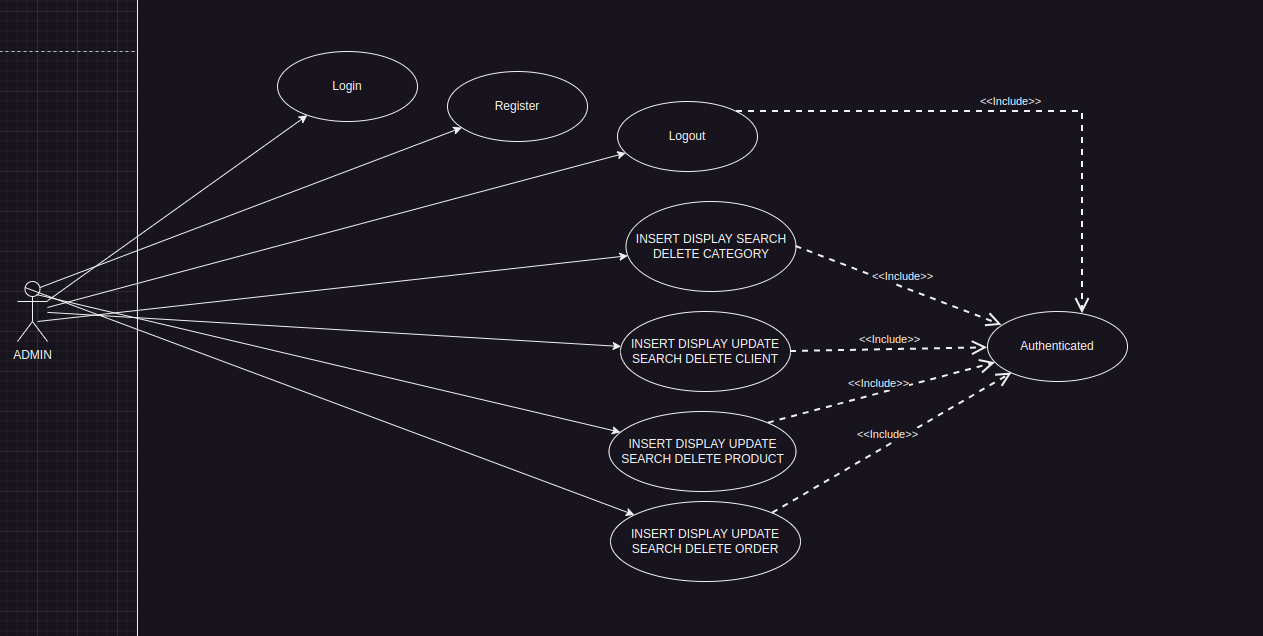 Login
Register
Logout
<<Include>>
INSERT DISPLAY SEARCH
DELETE CATEGORY
<<Include>>
INSERT DISPLAY UPDATE
SEARCH DELETE CLIENT
<<Include>>
Authenticated
ADMIN
<<Include>>
INSERT DISPLAY UPDATE
SEARCH DELETE PRODUCT
<<Include>>
INSERT DISPLAY UPDATE
SEARCH DELETE ORDER